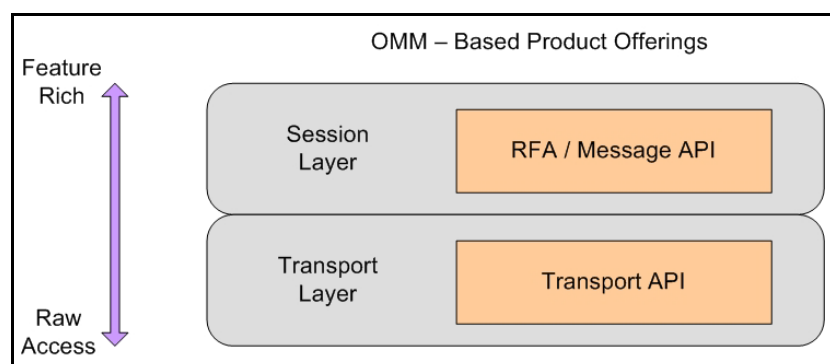 OMM – Based Product Offerings
Feature
Rich
Session
Layer
RFA / Message API
Transport
Layer
Transport API
Raw
Access